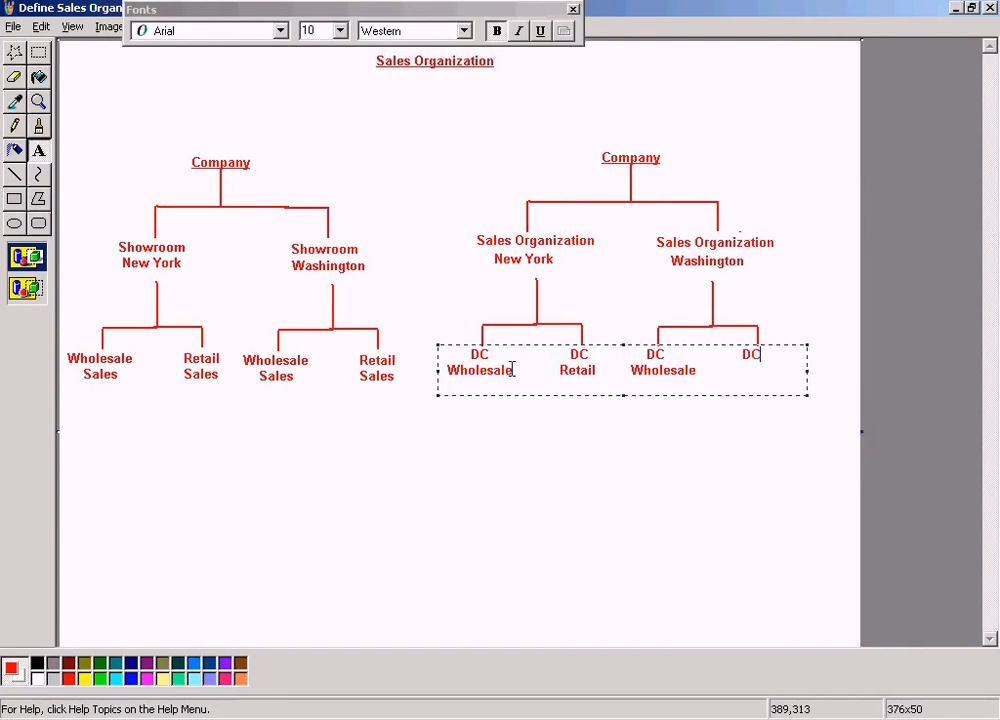 Define Sales Organ
Fonts
File Edit View Image
Arial 10 Western B I U
A
Sales Organization
Company
Showroom
New York
Showroom
Washington
Wholesale
Sales
Retail
Sales
Wholesale
Sales
Retail
Sales
Company
Sales Organization
New York
Sales Organization
Washington
DC DC DC DC
Wholesale Retail Wholesale
For Help, click Help Topics on the Help Menu. 389,313 376x50